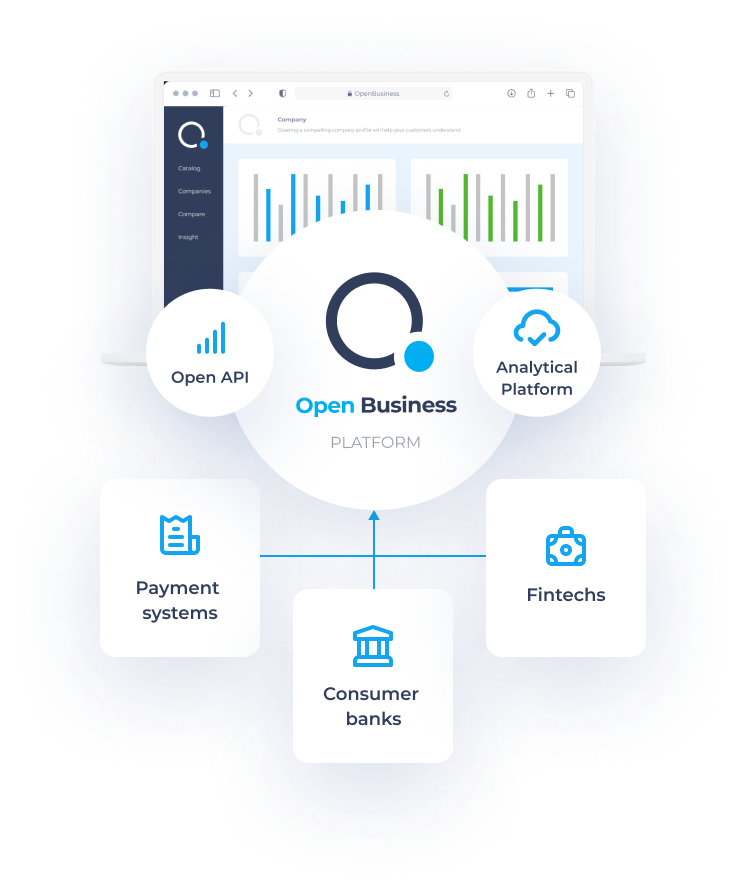 OpenBusiness
Company
Creating a compelling company profile will help your customers understand
Catalog
Companies
Compare
Insight
Open API
Analytical
Platform
Open Business
PLATFORM
Payment
systems
Fintechs
Consumer
banks